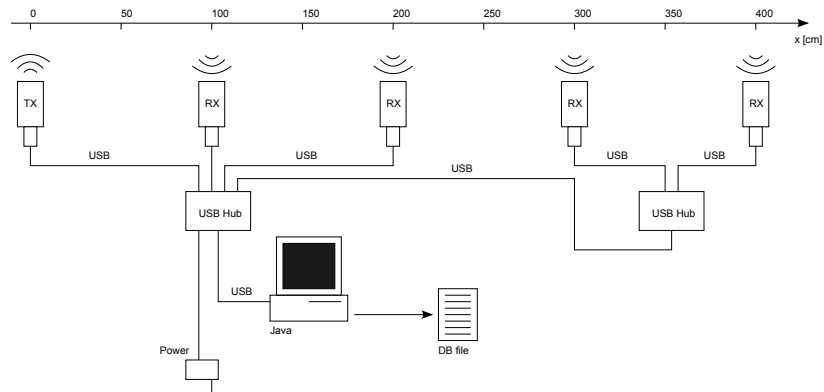 0 50 100 150 200 250 300 350 400
x [cm]
TX RX RX RX RX
USB USB USB USB
USB
USB Hub USB Hub
USB
Java
DB file
Power